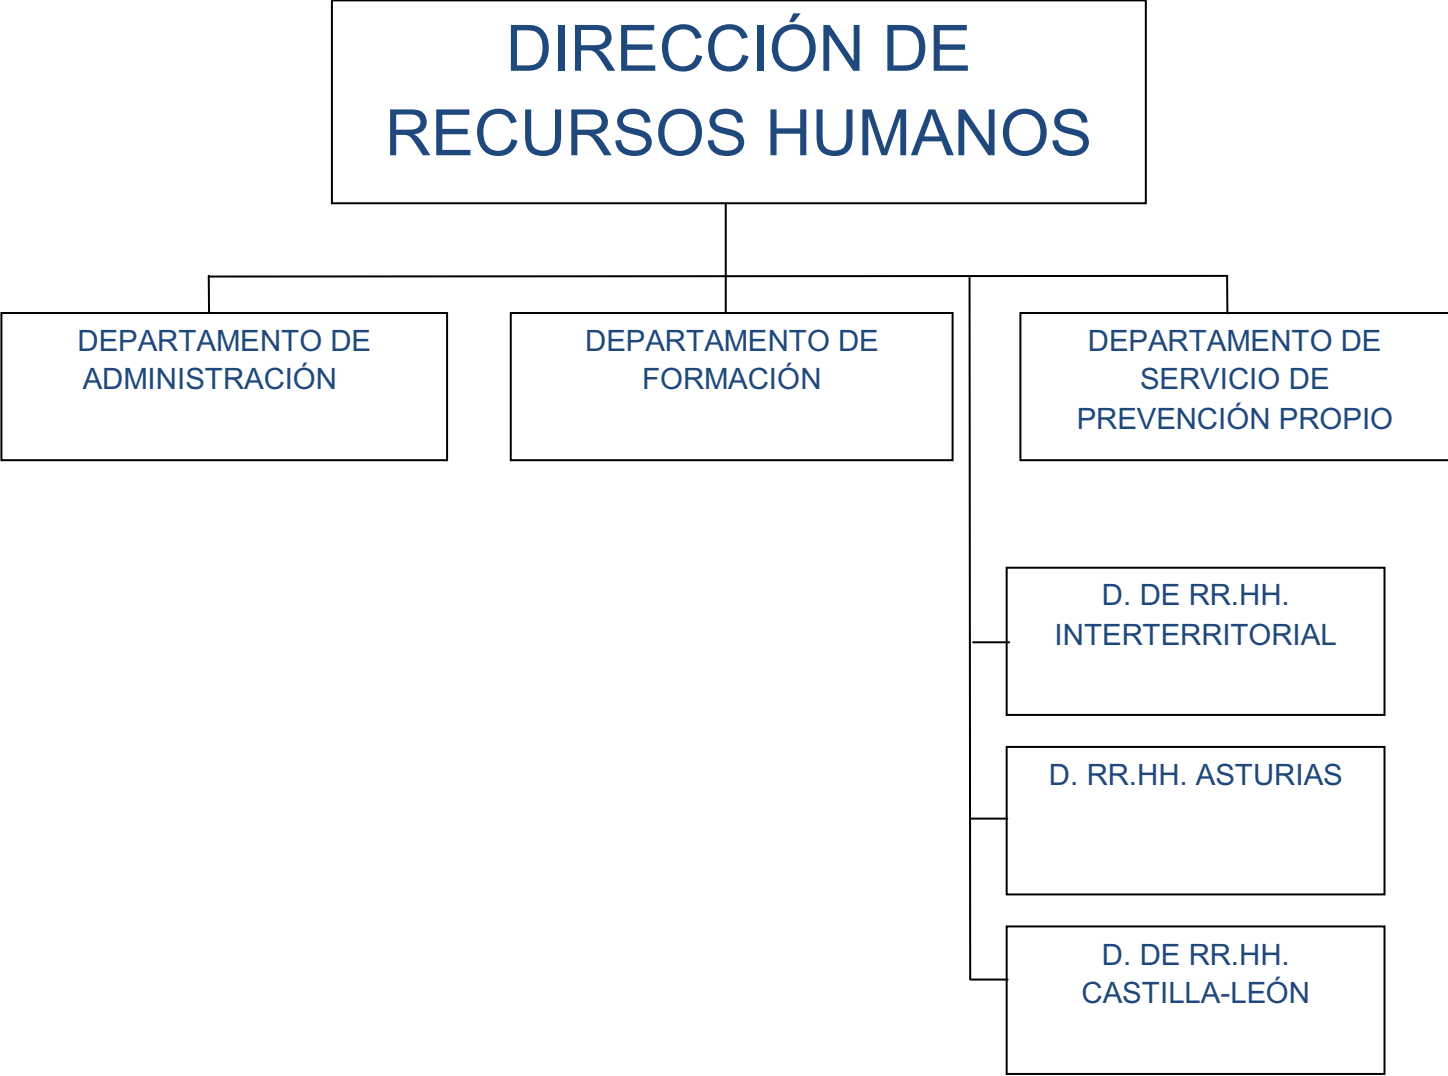 DIRECCIÓN DE
RECURSOS HUMANOS
DEPARTAMENTO DE
ADMINISTRACIÓN
DEPARTAMENTO DE
FORMACIÓN
DEPARTAMENTO DE
SERVICIO DE
PREVENCIÓN PROPIO
D. DE RR.HH.
INTERTERRITORIAL
D. RR.HH. ASTURIAS
D. DE RR.HH.
CASTILLA-LEÓN